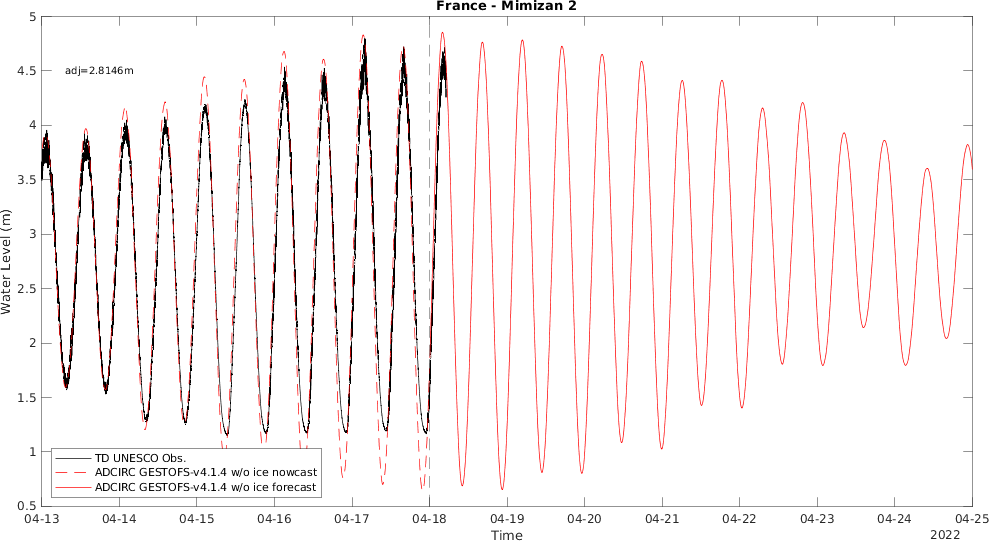 France - Mimizan 2
adj=2.8146m
Water Level (m)
5
4.5
4
3.5
3
2.5
2
1.5
1
0.5
TD UNESCO Obs.
ADCIRC GESTOFS-v4.1.4 w/o ice nowcast
ADCIRC GESTOFS-v4.1.4 w/o ice forecast
04-13 04-14 04-15 04-16 04-17 04-18 04-19 04-20 04-21 04-22 04-23 04-24 04-25
Time
2022